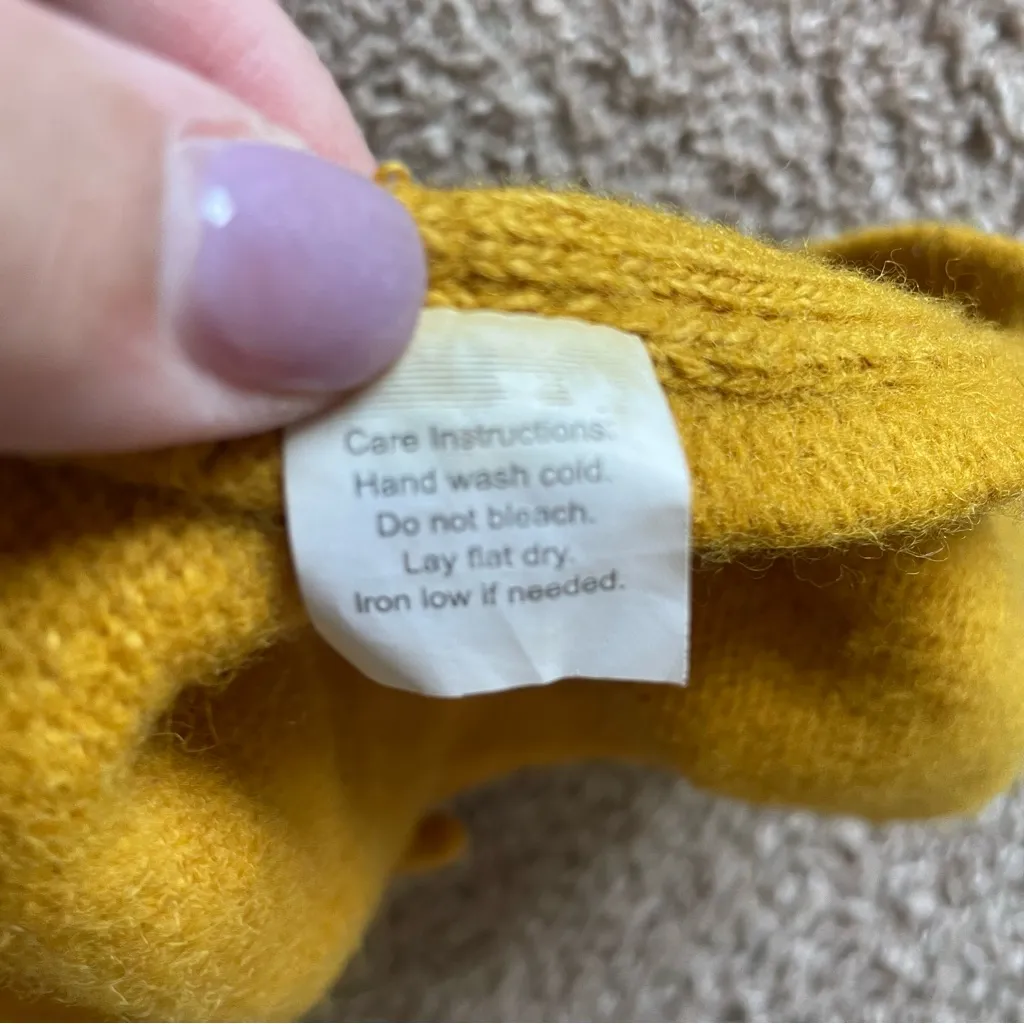 Care Instructions:
Hand wash cold.
Do not bleach.
Lay flat dry.
Iron low if needed.